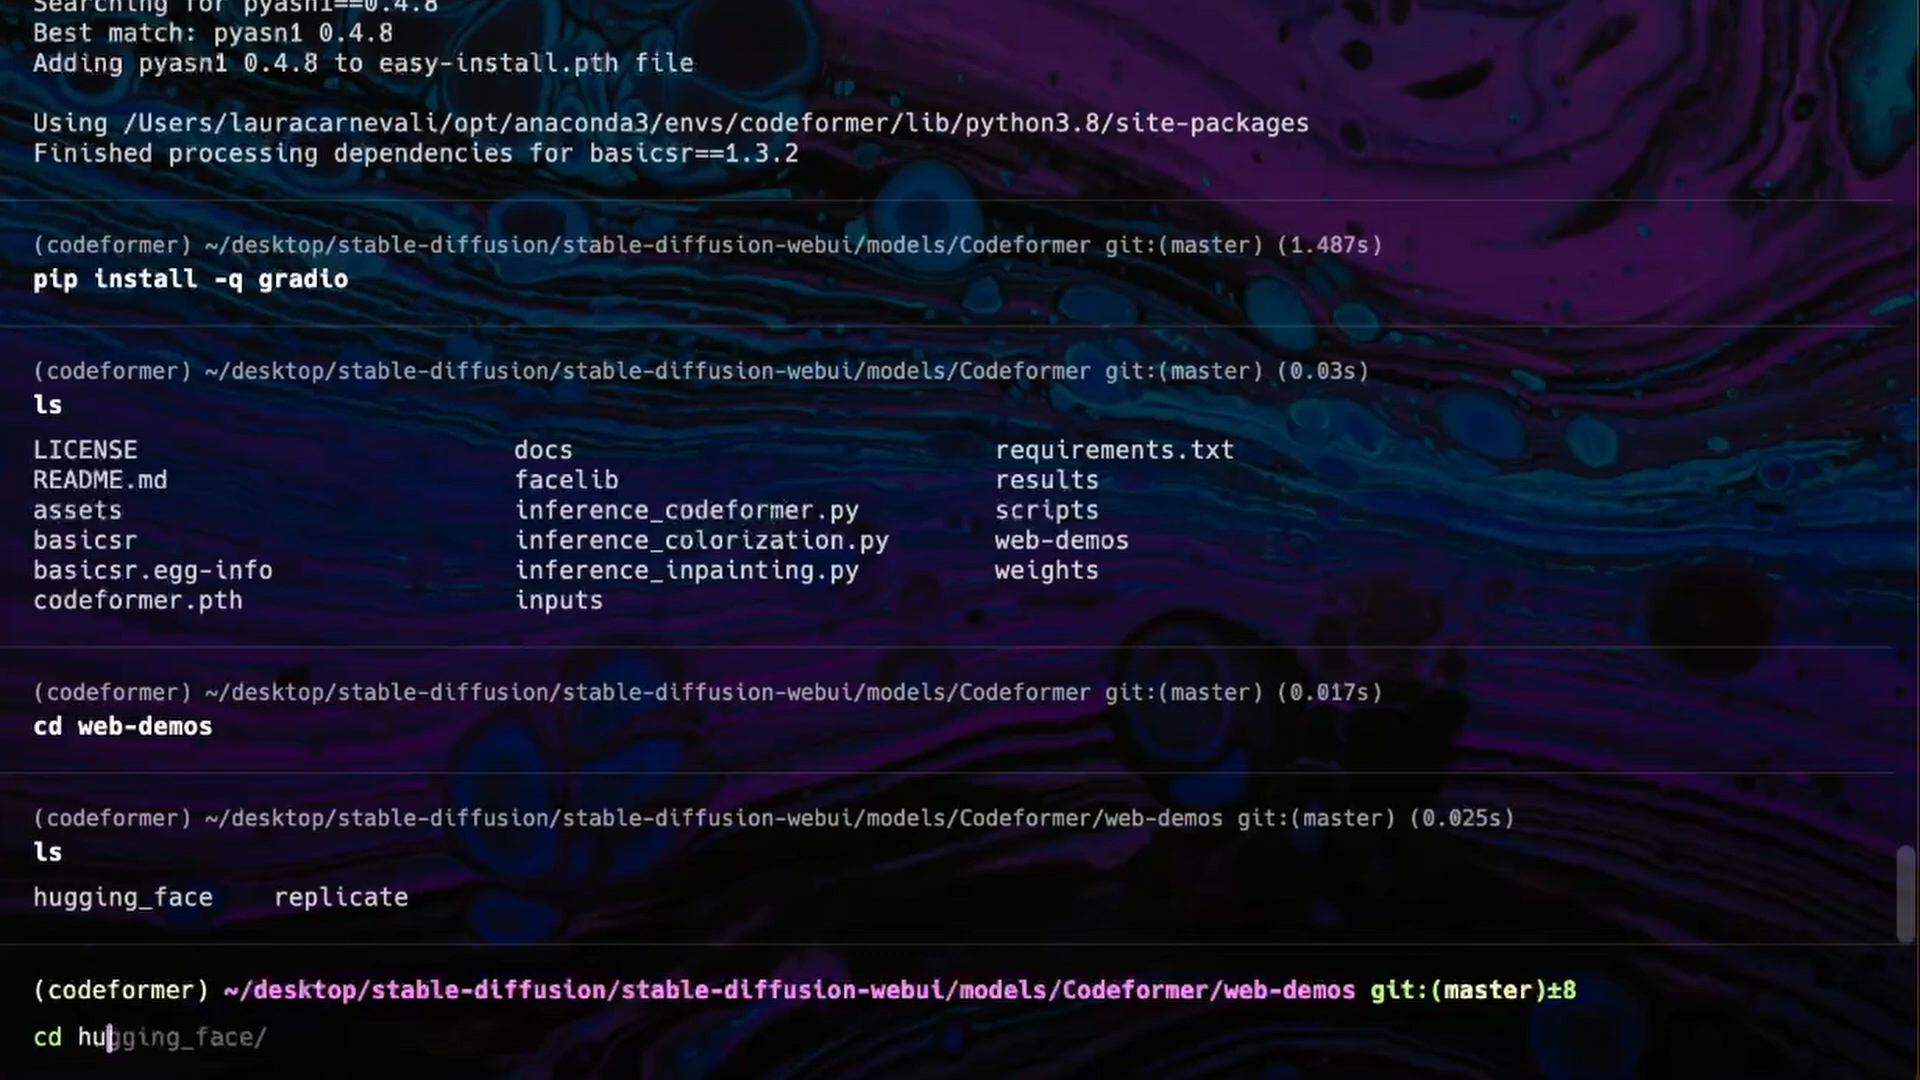 Searching for pyasn1==0.4.8
Best match: pyasn1 0.4.8
Adding pyasn1 0.4.8 to easy-install.pth file
Using /Users/lauracarnevali/opt/anaconda3/envs/codeformer/lib/python3.8/site-packages
Finished processing dependencies for basicsr==1.3.2
(codeformer) ~/desktop/stable-diffusion/stable-diffusion-webui/models/Codeformer git:(master) (1.487s)
pip install -q gradio
(codeformer) ~/desktop/stable-diffusion/stable-diffusion-webui/models/Codeformer git:(master) (0.03s)
ls
LICENSE docs requirements.txt
README.md facelib results
assets inference_codeformer.py scripts
basicsr inference_colorization.py web-demos
basicsr.egg-info inference_inpainting.py weights
codeformer.pth inputs
(codeformer) ~/desktop/stable-diffusion/stable-diffusion-webui/models/Codeformer git:(master) (0.017s)
cd web-demos
(codeformer) ~/desktop/stable-diffusion/stable-diffusion-webui/models/Codeformer/web-demos git:(master) (0.025s)
ls
hugging_face replicate
(codeformer) ~/desktop/stable-diffusion/stable-diffusion-webui/models/Codeformer/web-demos git:(master)±8
cd hugging_face/